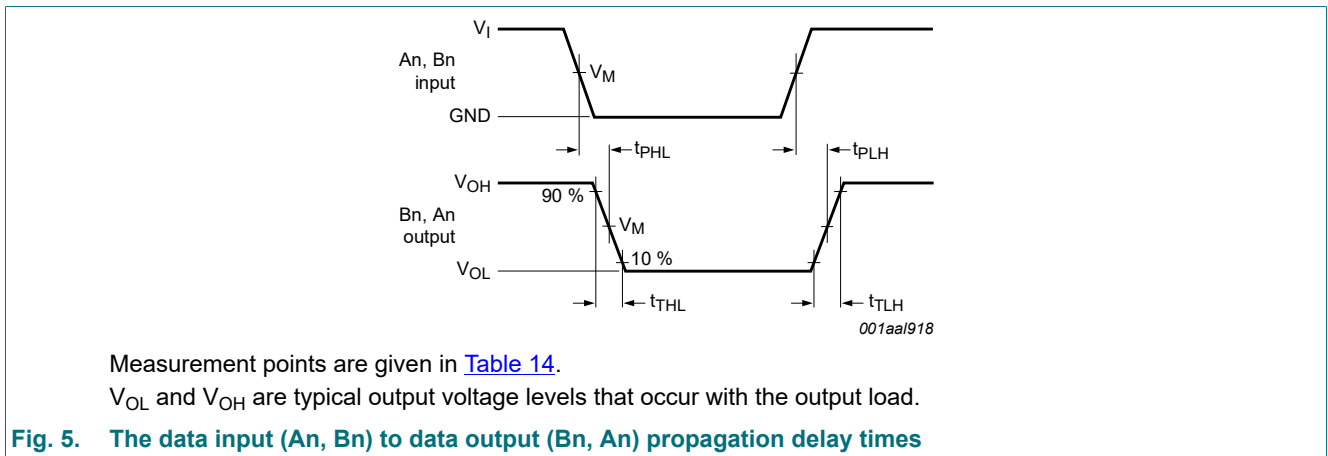 V_I
An, Bn
input
V_M
GND
t_PHL
t_PLH
V_OH
90 %
Bn, An
output
V_M
10 %
V_OL
t_THL
t_TLH
001aal918
Measurement points are given in Table 14.
V_OL and V_OH are typical output voltage levels that occur with the output load.
Fig. 5. The data input (An, Bn) to data output (Bn, An) propagation delay times